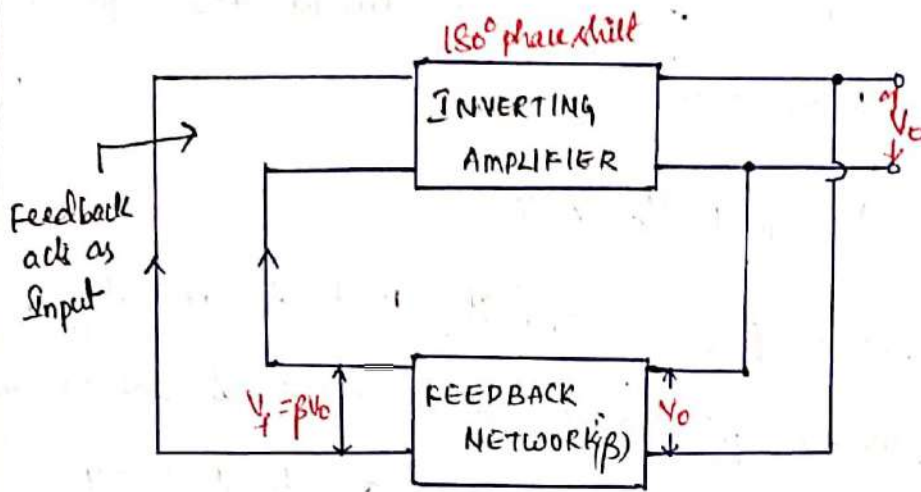 180° phase shift
INVERTING
AMPLIFIER
Vo
Feedback
acts as
Input
Vf = βVo
FEEDBACK
NETWORK(β)
Vo